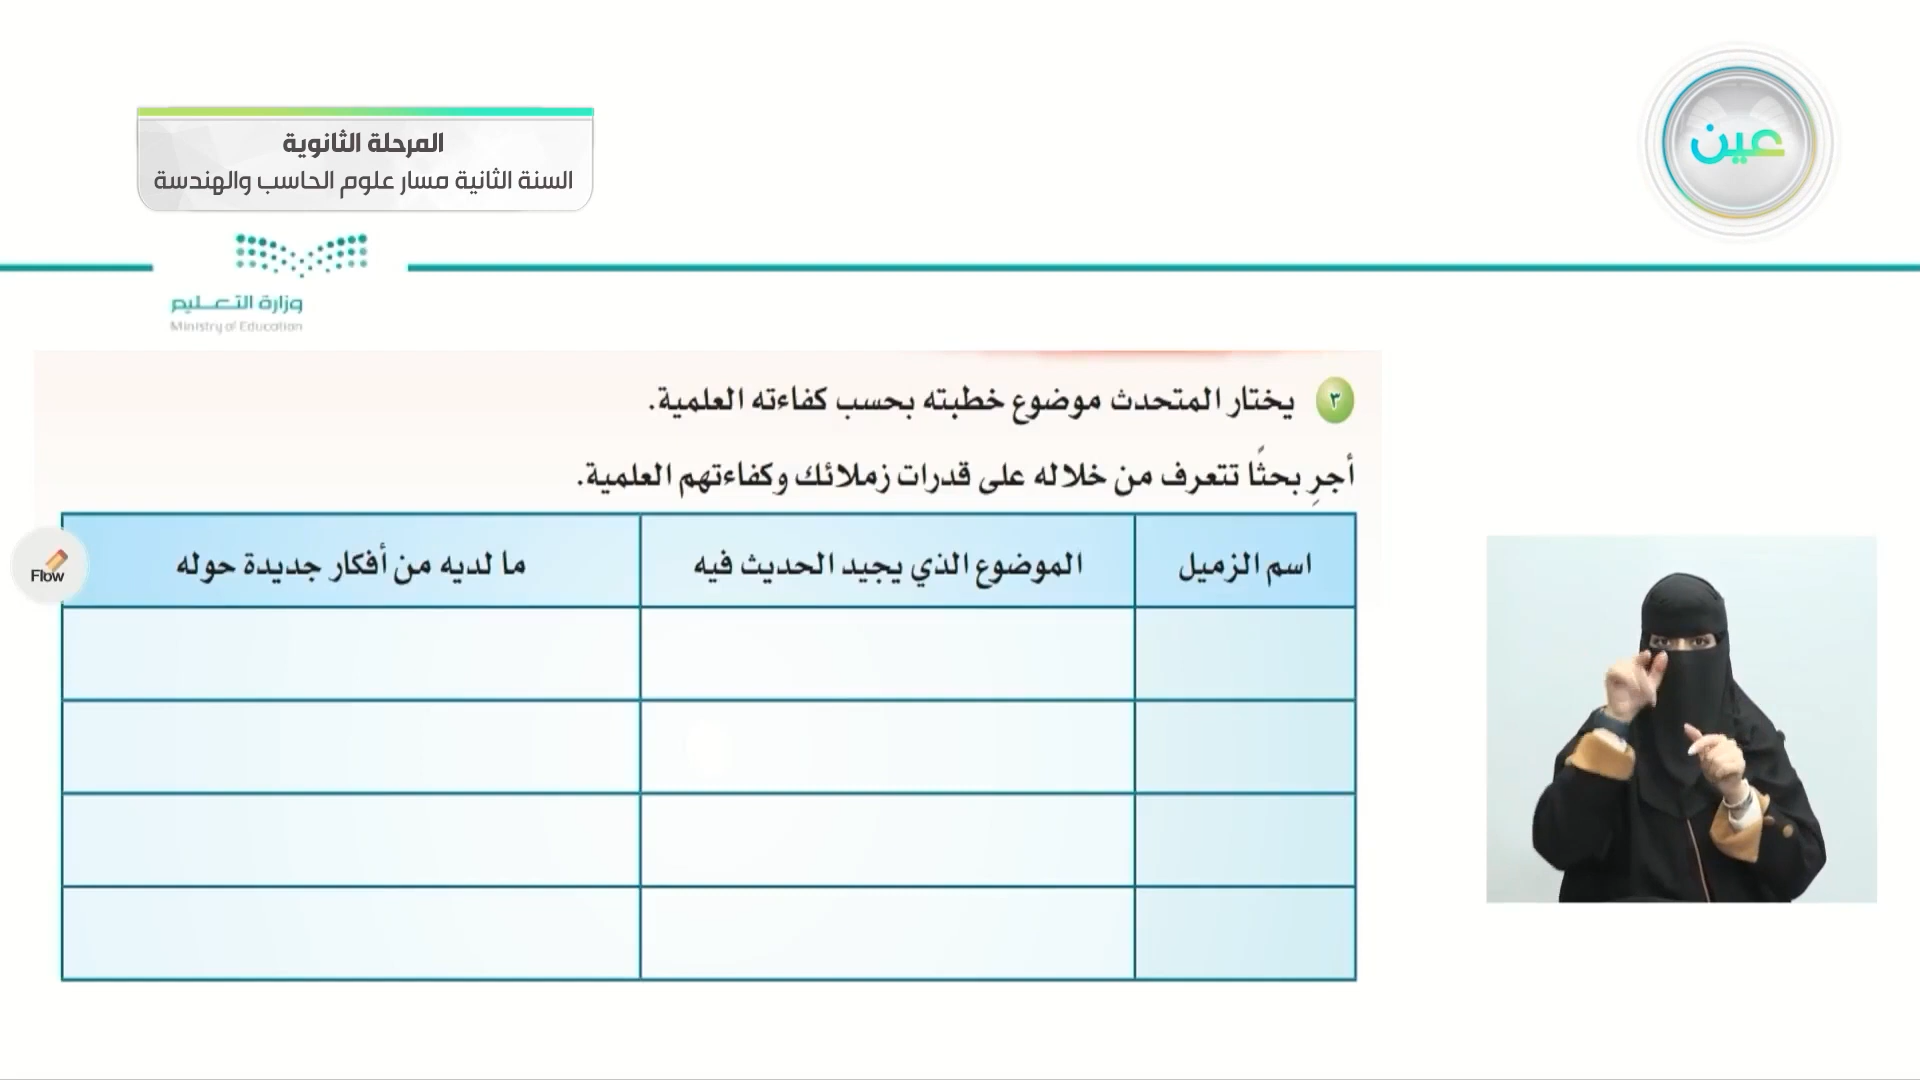 المرحلة الثانوية
السنة الثانية مسار علوم الحاسب والهندسة
عين
وزارة التعليم
Ministry of Education
٣ يختار المتحدث موضوع خطبته بحسب كفاءته العلمية.
أجرِ بحثًا تتعرف من خلاله على قدرات زملائك وكفاءتهم العلمية.
اسم الزميل الموضوع الذي يجيد الحديث فيه ما لديه من أفكار جديدة حوله
Flow